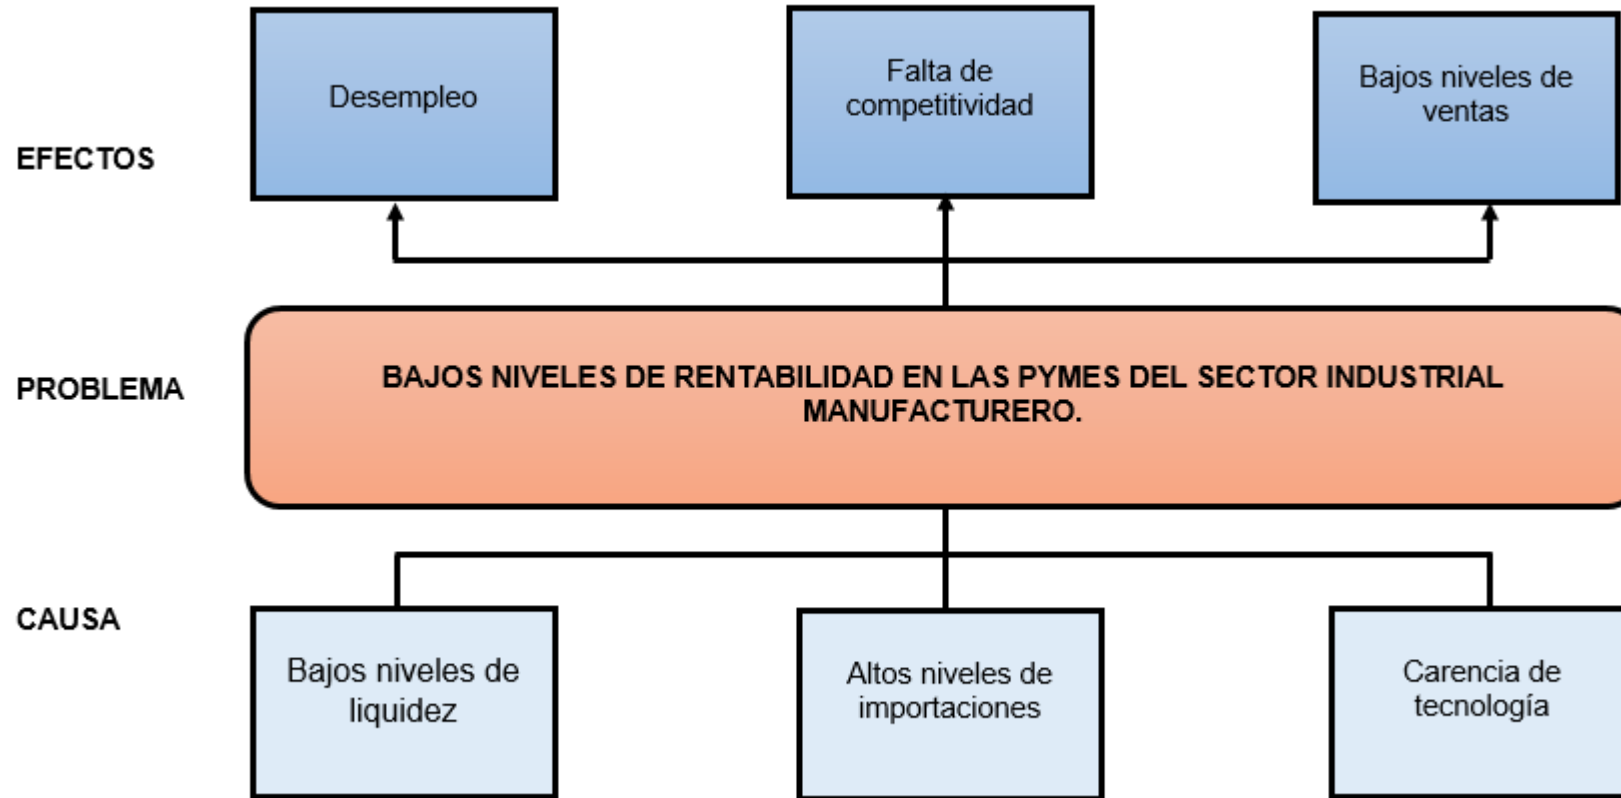 EFECTOS
Desempleo
Falta de
competitividad
Bajos niveles de
ventas
PROBLEMA
BAJOS NIVELES DE RENTABILIDAD EN LAS PYMES DEL SECTOR INDUSTRIAL
MANUFACTURERO.
CAUSA
Bajos niveles de
liquidez
Altos niveles de
importaciones
Carencia de
tecnología